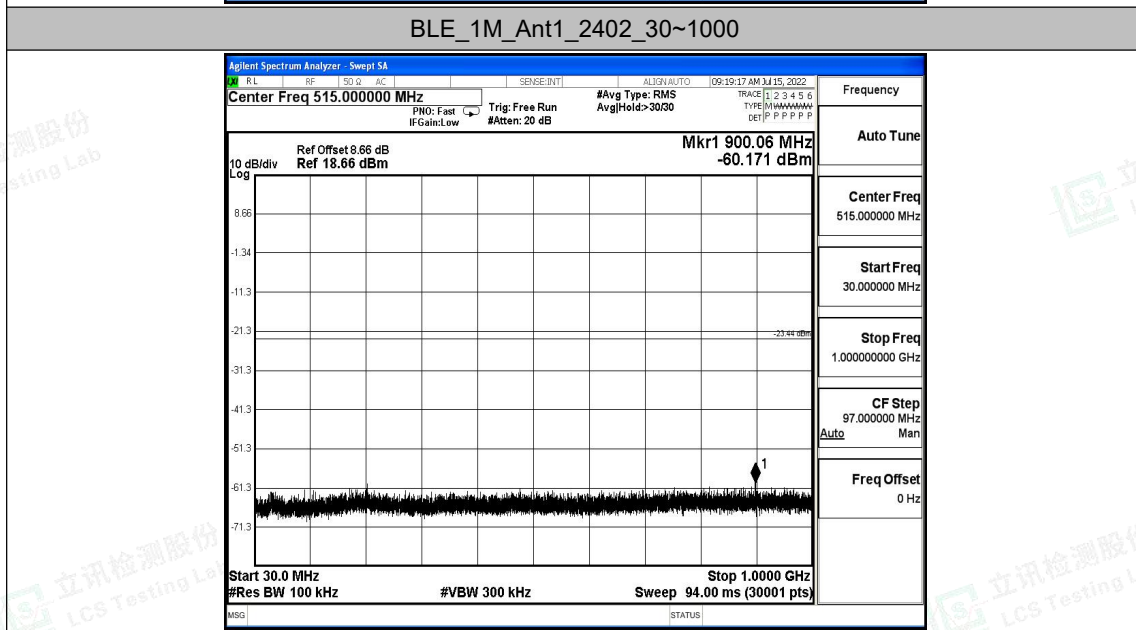 BLE_1M_Ant1_2402_30~1000
Agilent Spectrum Analyzer - Swept SA
RL RF 50 Ω AC SENSE:INT ALIGN AUTO 09:19:17 AM Jul 15, 2022
Center Freq 515.000000 MHz
PNO: Fast
IFGain:Low
Trig: Free Run
#Atten: 20 dB
#Avg Type: RMS
Avg|Hold:>30/30
TRACE 1 2 3 4 5 6
TYPE MWWWWW
DET P P P P P P
Frequency
Auto Tune
Ref Offset 8.66 dB
10 dB/div Ref 18.66 dBm
Log
Mkr1 900.06 MHz
-60.171 dBm
8.66
-1.34
-11.3
-21.3
-23.44 dBm
-31.3
-41.3
-51.3
1
-61.3
-71.3
Center Freq
515.000000 MHz
Start Freq
30.000000 MHz
Stop Freq
1.000000000 GHz
CF Step
97.000000 MHz
Auto Man
Freq Offset
0 Hz
Start 30.0 MHz Stop 1.0000 GHz
#Res BW 100 kHz #VBW 300 kHz Sweep 94.00 ms (30001 pts)
MSG STATUS
立讯检测股份
LCS Testing Lab